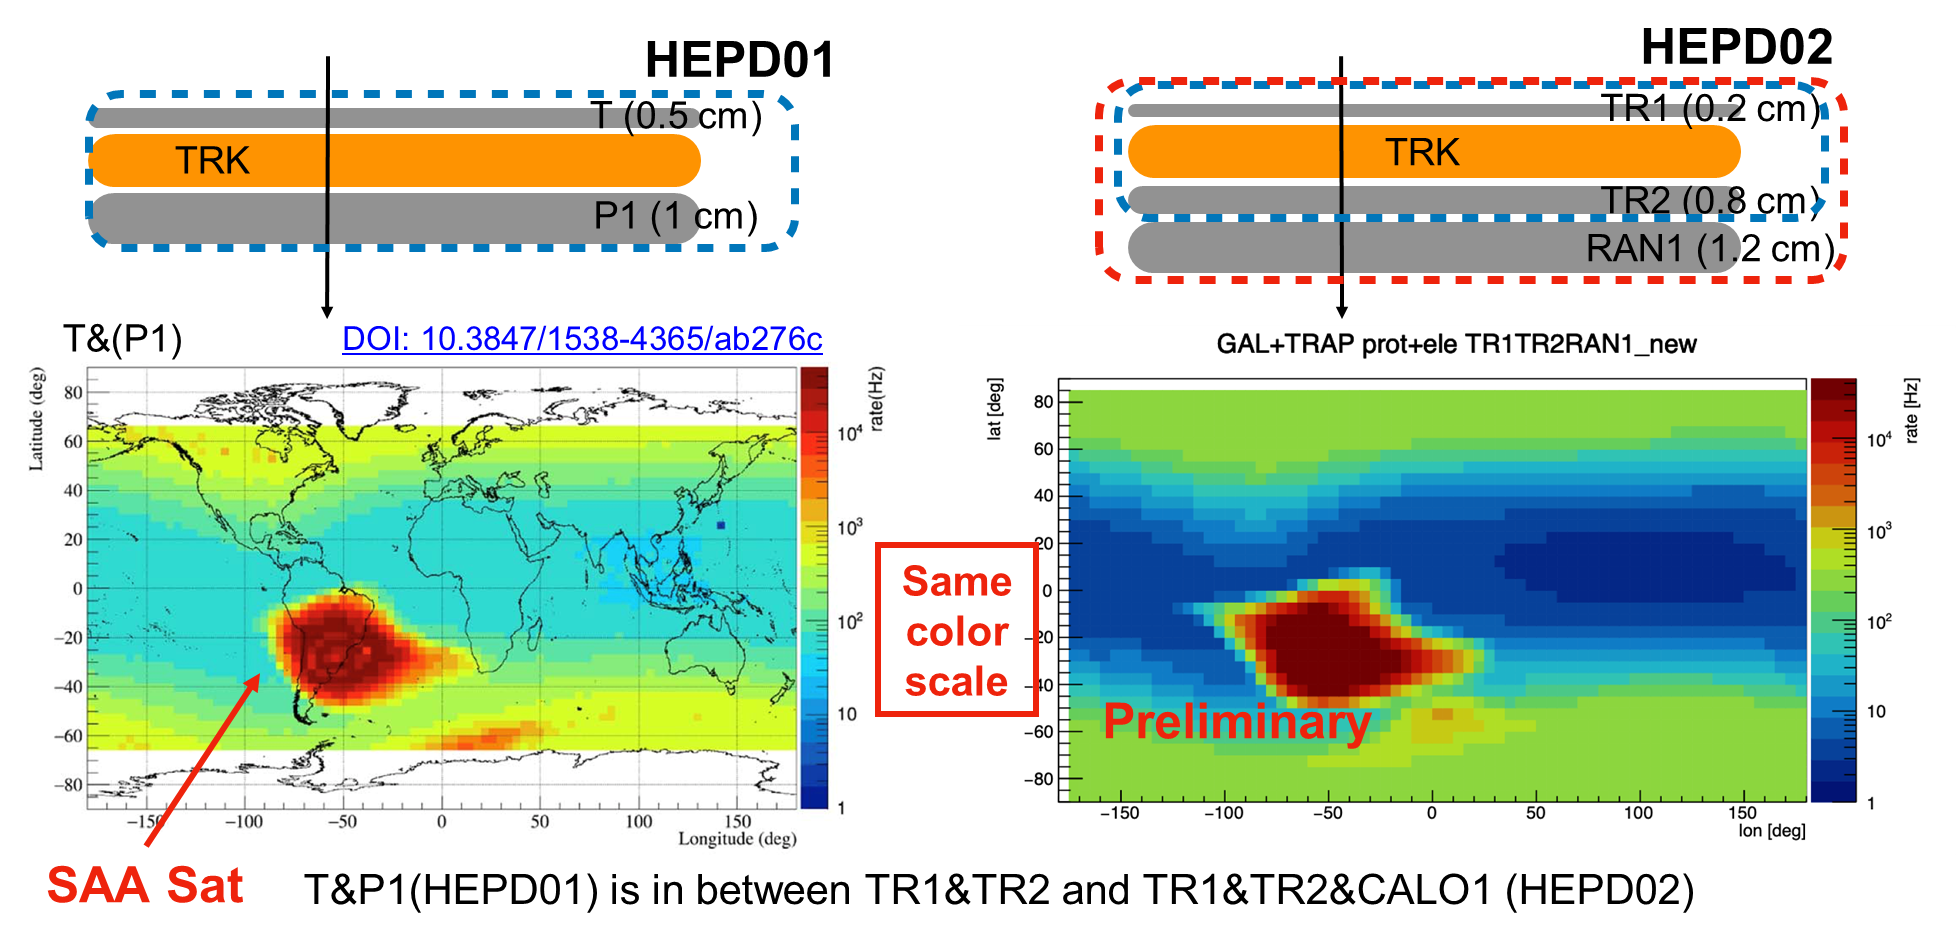 HEPD01
T (0.5 cm)
TRK
P1 (1 cm)
HEPD02
TR1 (0.2 cm)
TRK
TR2 (0.8 cm)
RAN1 (1.2 cm)
T&(P1)
DOI: 10.3847/1538-4365/ab276c
Latitude (deg)
80
60
40
20
0
−20
−40
−60
−80
−150
−100
−50
0
50
100
150
Longitude (deg)
rate(Hz)
10⁴
10³
10²
10
1
Same
color
scale
GAL+TRAP prot+ele TR1TR2RAN1_new
lat [deg]
80
60
40
20
0
−20
−40
−60
−80
−150
−100
−50
0
50
100
150
lon [deg]
rate [Hz]
10⁴
10³
10²
10
1
Preliminary
SAA Sat
T&P1(HEPD01) is in between TR1&TR2 and TR1&TR2&CALO1 (HEPD02)